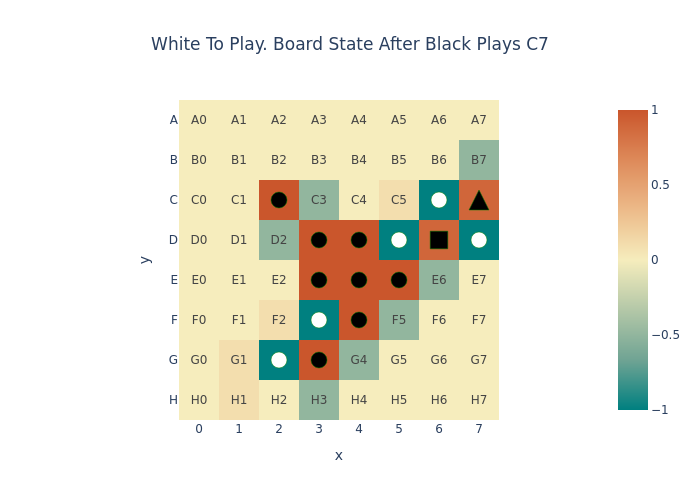 White To Play. Board State After Black Plays C7
A A0 A1 A2 A3 A4 A5 A6 A7
B B0 B1 B2 B3 B4 B5 B6 B7
C C0 C1 C3 C4 C5
D D0 D1 D2
E E0 E1 E2 E6 E7
F F0 F1 F2 F5 F6 F7
G G0 G1 G4 G5 G6 G7
H H0 H1 H2 H3 H4 H5 H6 H7
0 1 2 3 4 5 6 7
x
y
1
0.5
0
−0.5
−1